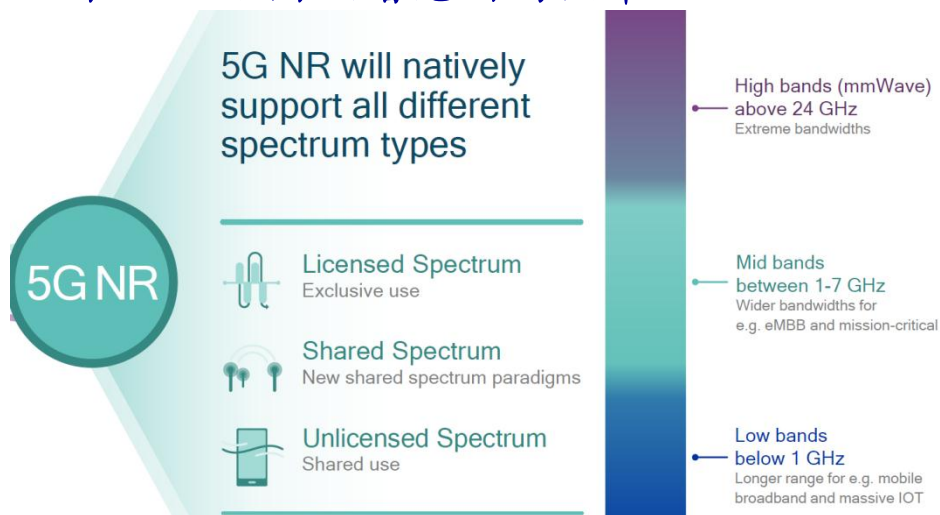 5G NR will natively
support all different
spectrum types
5G NR
Licensed Spectrum
Exclusive use
Shared Spectrum
New shared spectrum paradigms
Unlicensed Spectrum
Shared use
High bands (mmWave)
above 24 GHz
Extreme bandwidths
Mid bands
between 1-7 GHz
Wider bandwidths for
e.g. eMBB and mission-critical
Low bands
below 1 GHz
Longer range for e.g. mobile
broadband and massive IOT